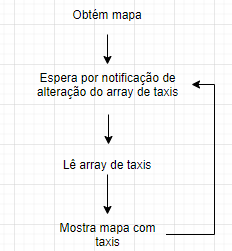 Obtém mapa
Espera por notificação de
alteração do array de taxis
Lê array de taxis
Mostra mapa com
taxis